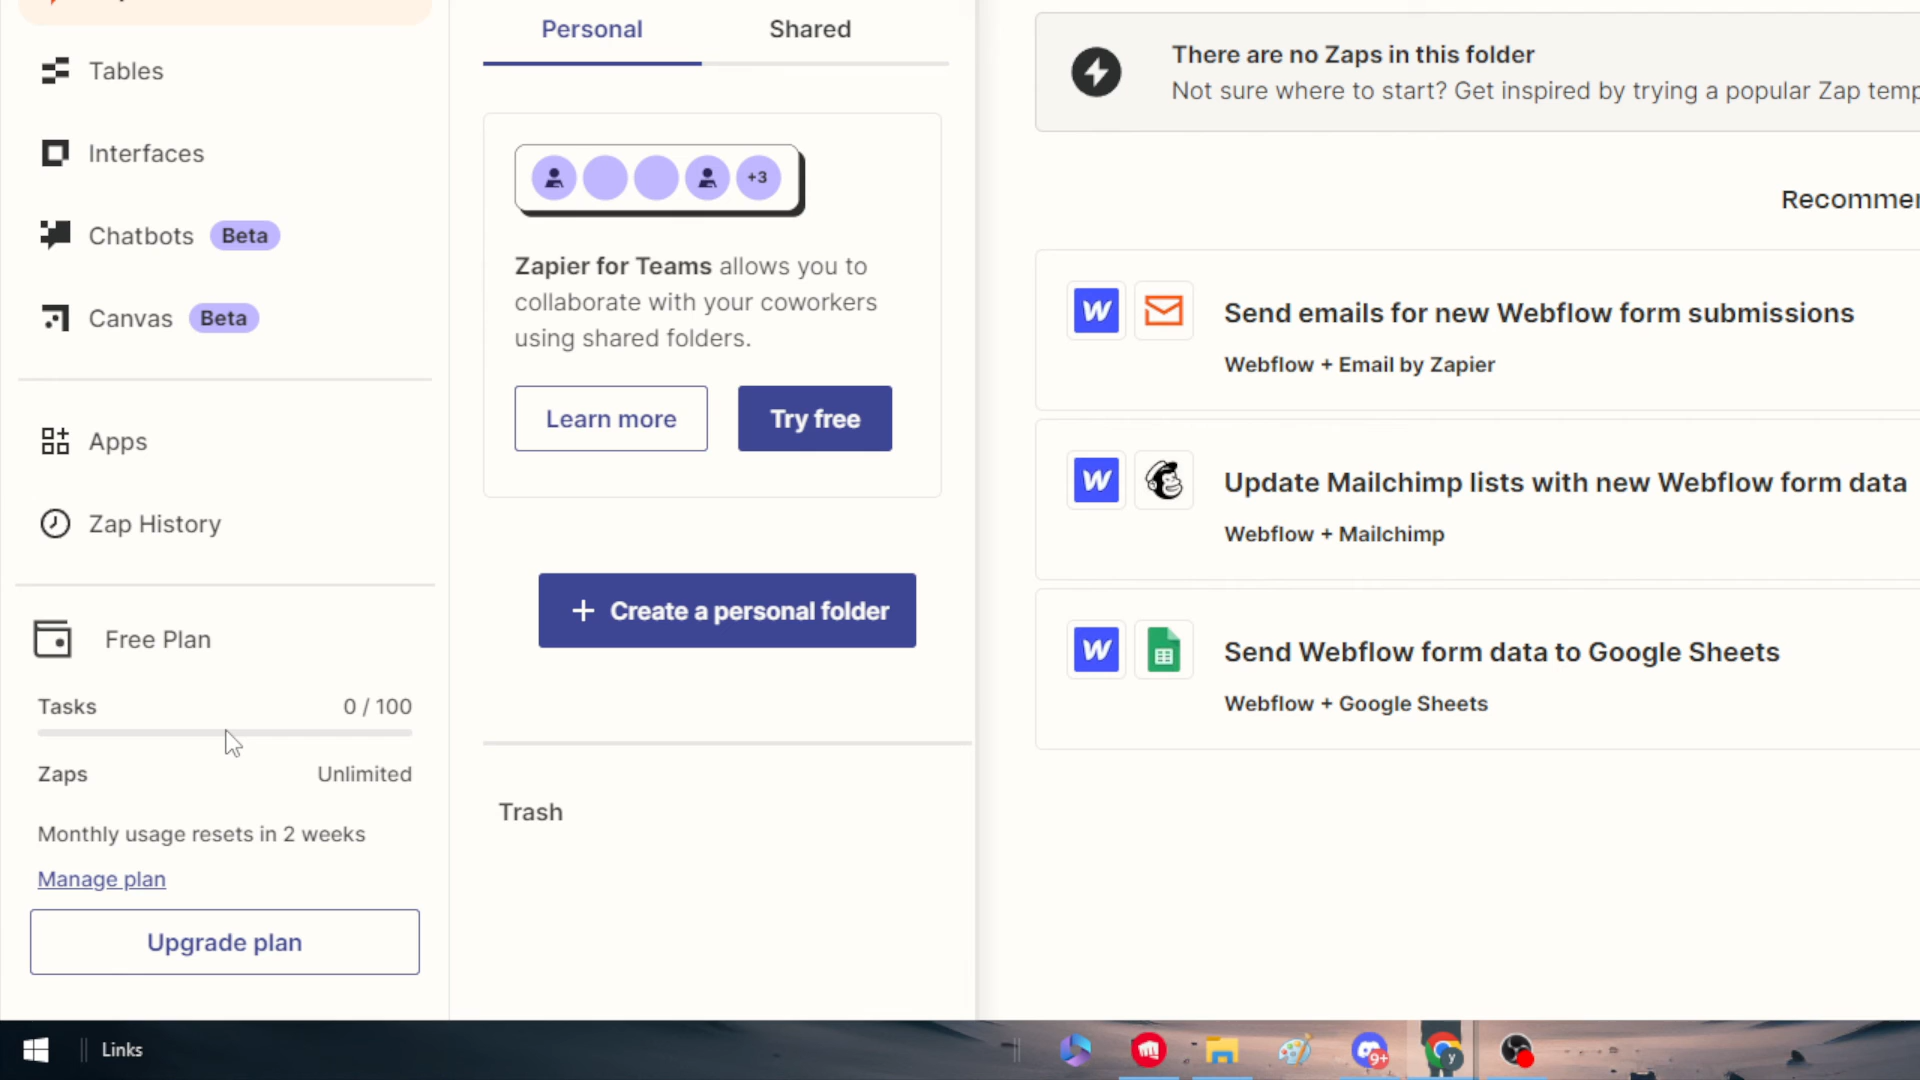 Tables
Interfaces
Chatbots Beta
Canvas Beta
Apps
Zap History
Free Plan
Tasks 0 / 100
Zaps Unlimited
Monthly usage resets in 2 weeks
Manage plan
Upgrade plan
Personal Shared
+3
Zapier for Teams allows you to
collaborate with your coworkers
using shared folders.
Learn more Try free
+ Create a personal folder
Trash
There are no Zaps in this folder
Not sure where to start? Get inspired by trying a popular Zap temp
Recommen
Send emails for new Webflow form submissions
Webflow + Email by Zapier
Update Mailchimp lists with new Webflow form data
Webflow + Mailchimp
Send Webflow form data to Google Sheets
Webflow + Google Sheets
Links
9+
y